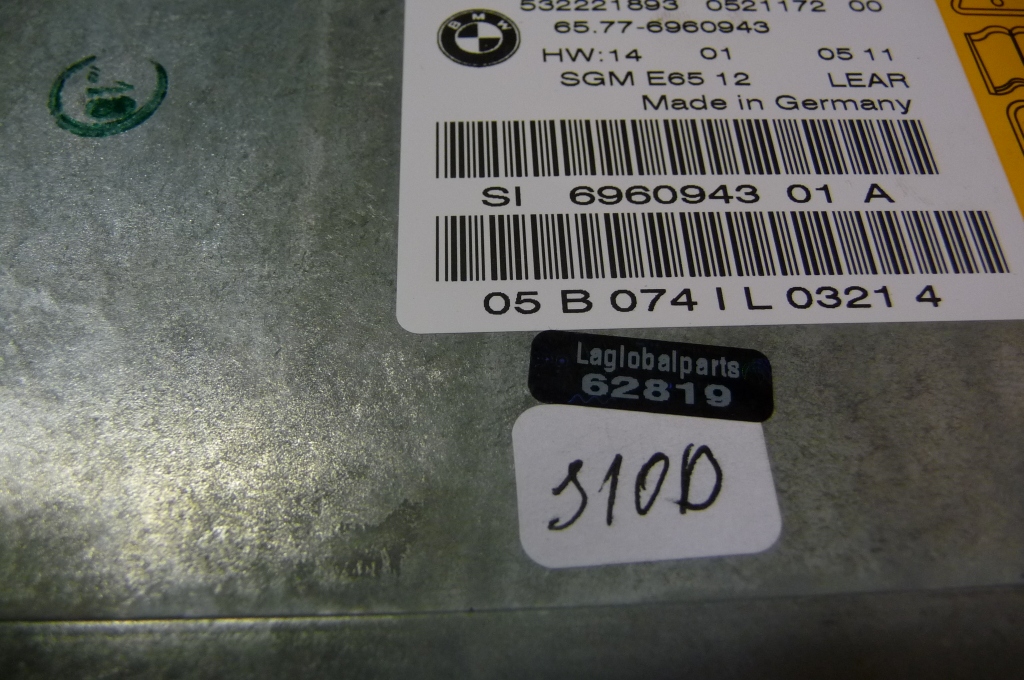 532221893 0521172 00
BMW
65.77-6960943
HW:14 01 05 11
SGM E65 12 LEAR
Made in Germany
SI 6960943 01 A
05 B 074 I L 0321 4
Laglobalparts
62819
S10D